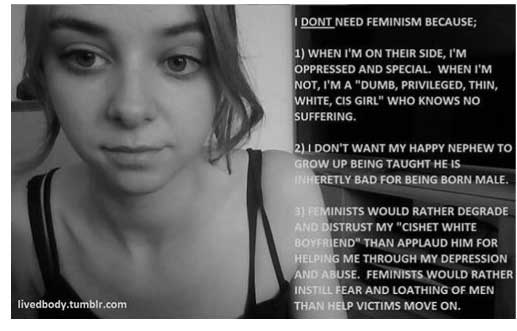 I DONT NEED FEMINISM BECAUSE;
1) WHEN I'M ON THEIR SIDE, I'M
OPPRESSED AND SPECIAL. WHEN I'M
NOT, I'M A "DUMB, PRIVILEGED, THIN,
WHITE, CIS GIRL" WHO KNOWS NO
SUFFERING.
2) I DON'T WANT MY HAPPY NEPHEW TO
GROW UP BEING TAUGHT HE IS
INHERETLY BAD FOR BEING BORN MALE.
3) FEMINISTS WOULD RATHER DEGRADE
AND DISTRUST MY "CISHET WHITE
BOYFRIEND" THAN APPLAUD HIM FOR
HELPING ME THROUGH MY DEPRESSION
AND ABUSE. FEMINISTS WOULD RATHER
INSTILL FEAR AND LOATHING OF MEN
THAN HELP VICTIMS MOVE ON.
livedbody.tumblr.com